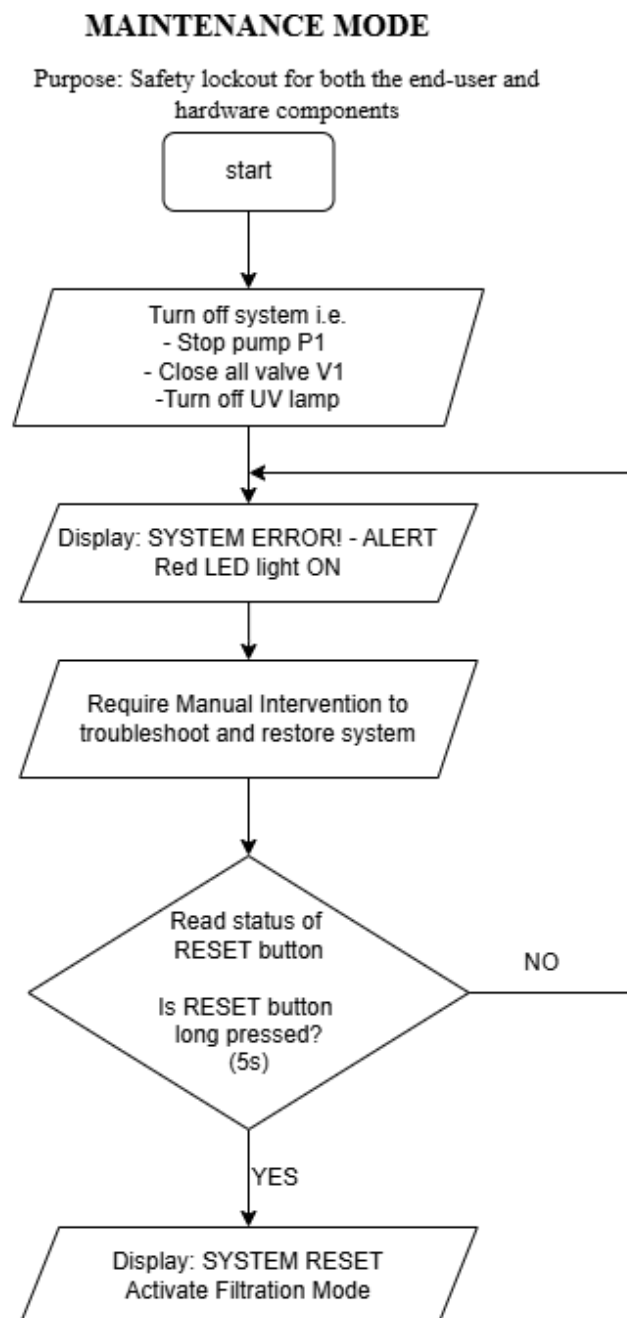 MAINTENANCE MODE
Purpose: Safety lockout for both the end-user and
hardware components
start
Turn off system i.e.
- Stop pump P1
- Close all valve V1
-Turn off UV lamp
Display: SYSTEM ERROR! - ALERT
Red LED light ON
Require Manual Intervention to
troubleshoot and restore system
Read status of
RESET button
Is RESET button
long pressed?
(5s)
NO
YES
Display: SYSTEM RESET
Activate Filtration Mode